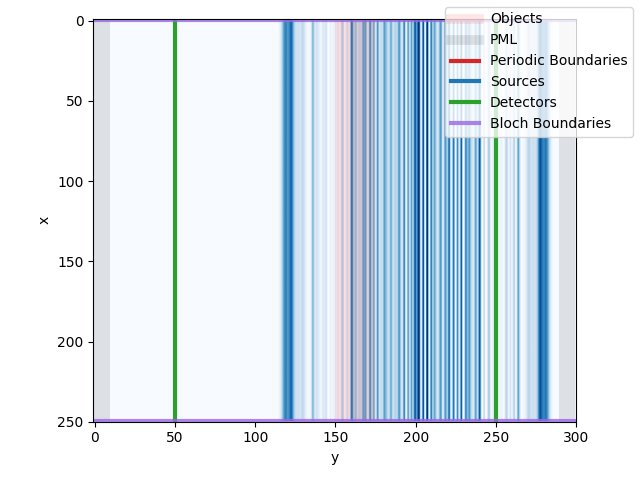 Objects
PML
Periodic Boundaries
Sources
Detectors
Bloch Boundaries
0
50
100
150
200
250
x
0 50 100 150 200 250 300
y